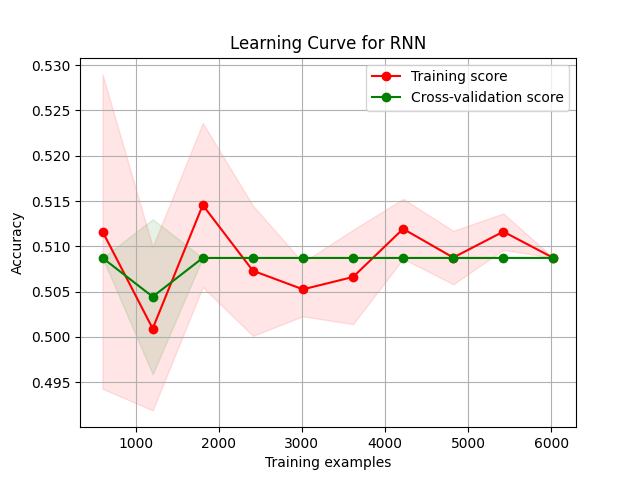 Learning Curve for RNN
Training score
Cross-validation score
Accuracy
0.530
0.525
0.520
0.515
0.510
0.505
0.500
0.495
1000 2000 3000 4000 5000 6000
Training examples